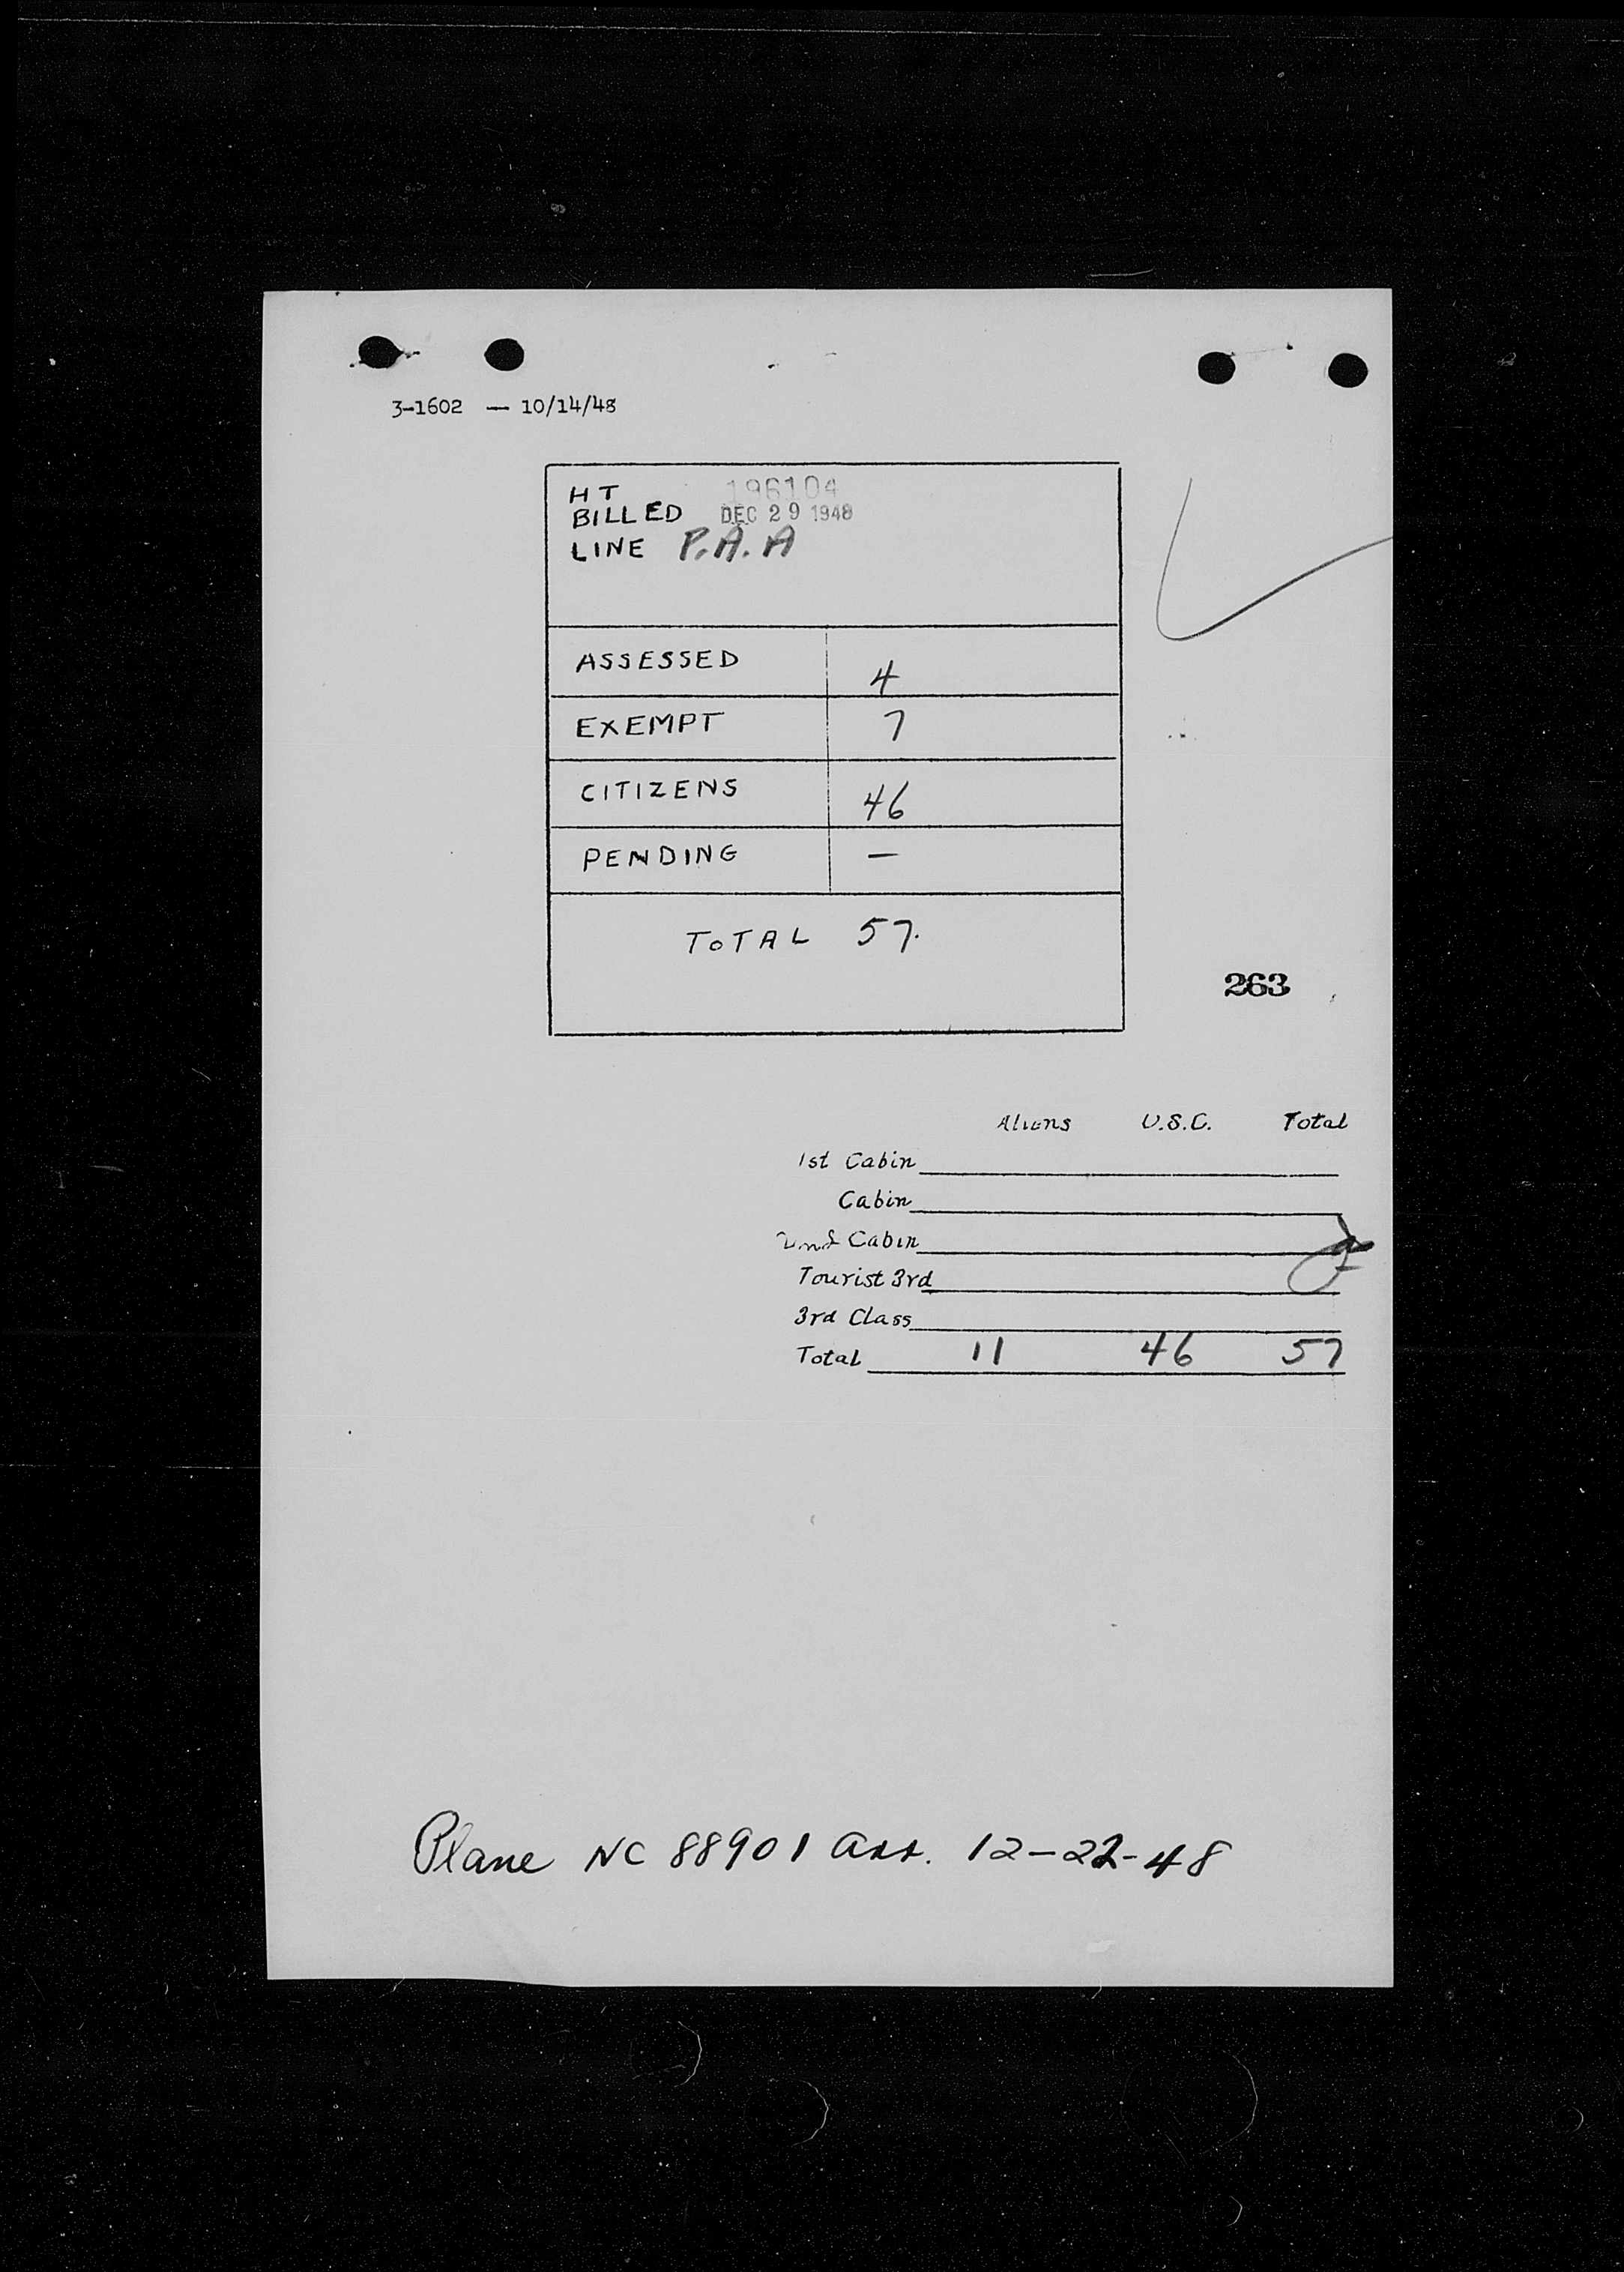 3-1602 — 10/14/48
HT 196104
BILLED DEC 29 1948
LINE P.A.A
ASSESSED 4
EXEMPT 7
CITIZENS 46
PENDING —
TOTAL 57.
263
Aliens U.S.C. Total
1st Cabin
Cabin
2nd Cabin
Tourist 3rd
3rd Class
Total 11 46 57
Plane NC 88901 arr. 12-22-48